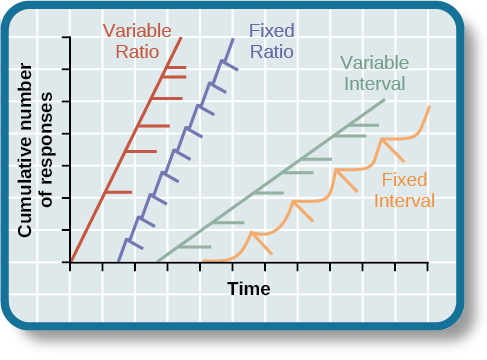 Variable
Ratio
Fixed
Ratio
Variable
Interval
Fixed
Interval
Cumulative number
of responses
Time